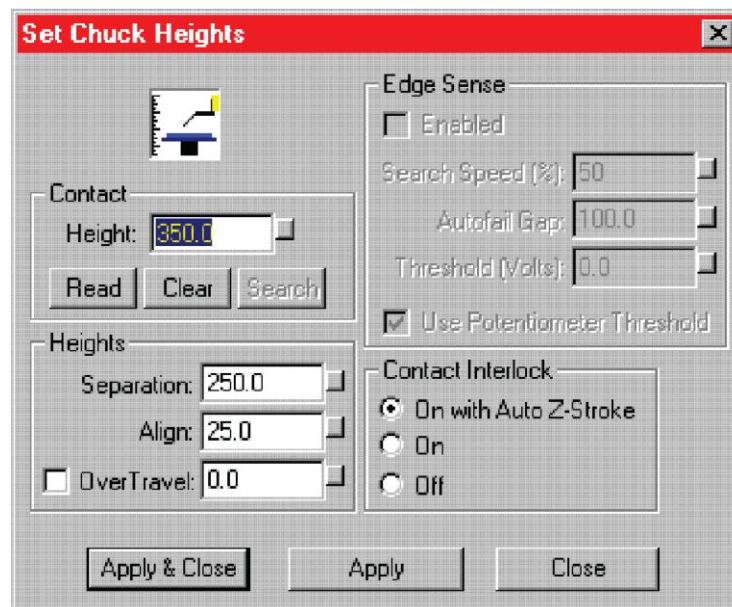 Set Chuck Heights
Contact
Height: 350.0
Read Clear Search
Heights
Separation: 250.0
Align: 25.0
OverTravel: 0.0
Edge Sense
Enabled
Search Speed (%): 50
Autofail Gap: 100.0
Threshold (Volts): 0.0
Use Potentiometer Threshold
Contact Interlock
On with Auto Z-Stroke
On
Off
Apply & Close Apply Close